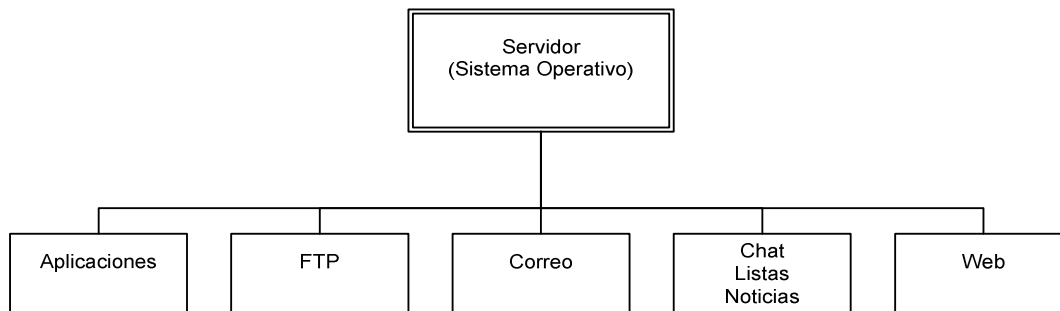 Servidor
(Sistema Operativo)
Aplicaciones
FTP
Correo
Chat
Listas
Noticias
Web